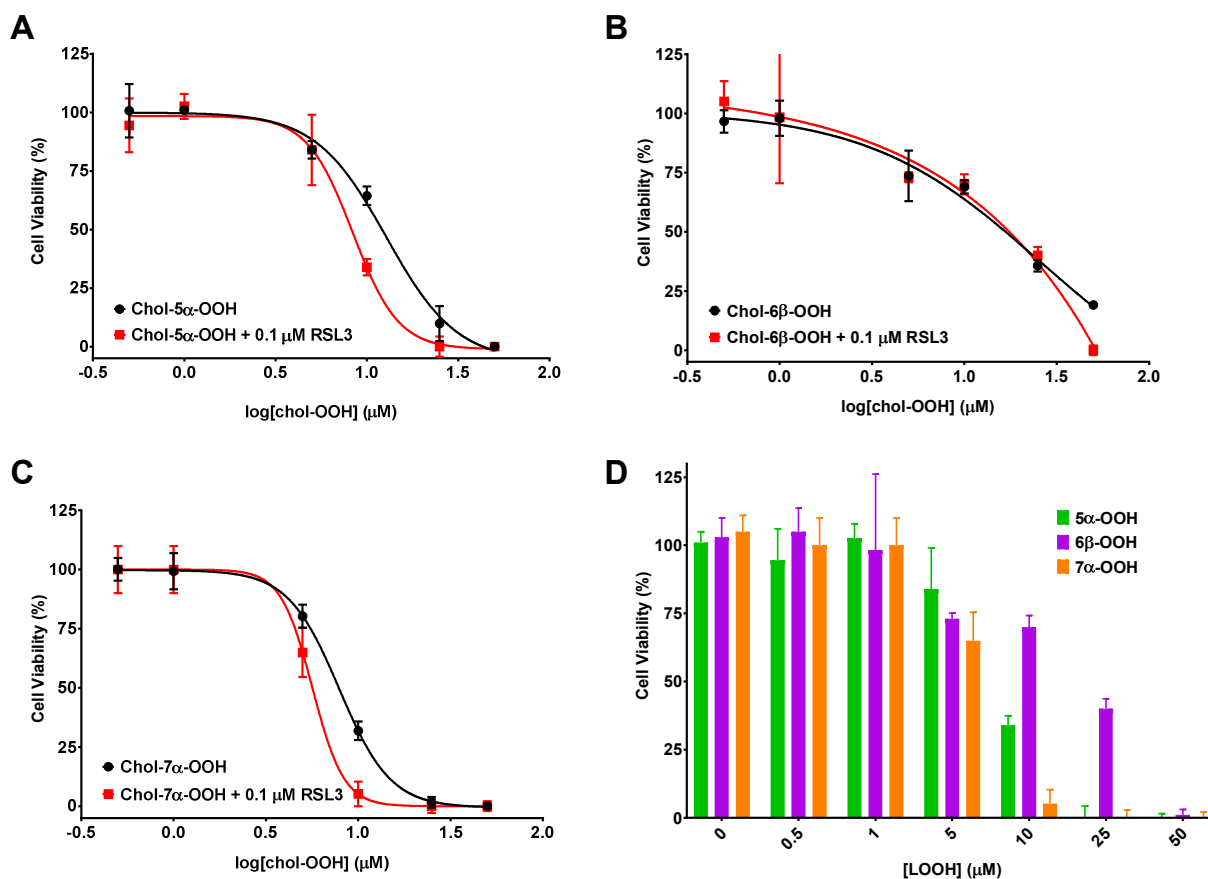 A
125
100
75
50
25
0
Cell Viability (%)
Chol-5α-OOH
Chol-5α-OOH + 0.1 μM RSL3
-0.5 0.0 0.5 1.0 1.5 2.0
log[chol-OOH] (μM)
B
125
100
75
50
25
0
Cell Viability (%)
Chol-6β-OOH
Chol-6β-OOH + 0.1 μM RSL3
-0.5 0.0 0.5 1.0 1.5 2.0
log[chol-OOH] (μM)
C
125
100
75
50
25
0
Cell Viability (%)
Chol-7α-OOH
Chol-7α-OOH + 0.1 μM RSL3
-0.5 0.0 0.5 1.0 1.5 2.0
log[chol-OOH] (μM)
D
125
100
75
50
25
0
Cell Viability (%)
5α-OOH
6β-OOH
7α-OOH
0 0.5 1 5 10 25 50
[LOOH] (μM)